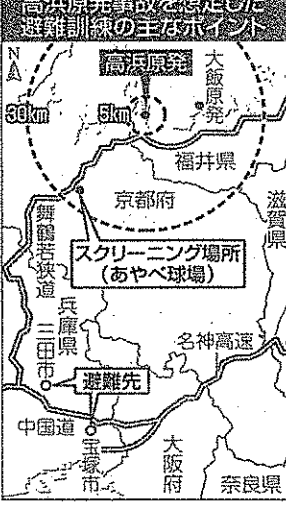 高浜原発事故を想定した
避難訓練の主なポイント
N
高浜原発
大飯原発
30km
5km
福井県
京都府
滋賀県
舞鶴若狭道
スクリーニング場所
(あやべ球場)
兵庫県
三田市
名神高速
避難先
中国道
宝塚市
大阪府
奈良県